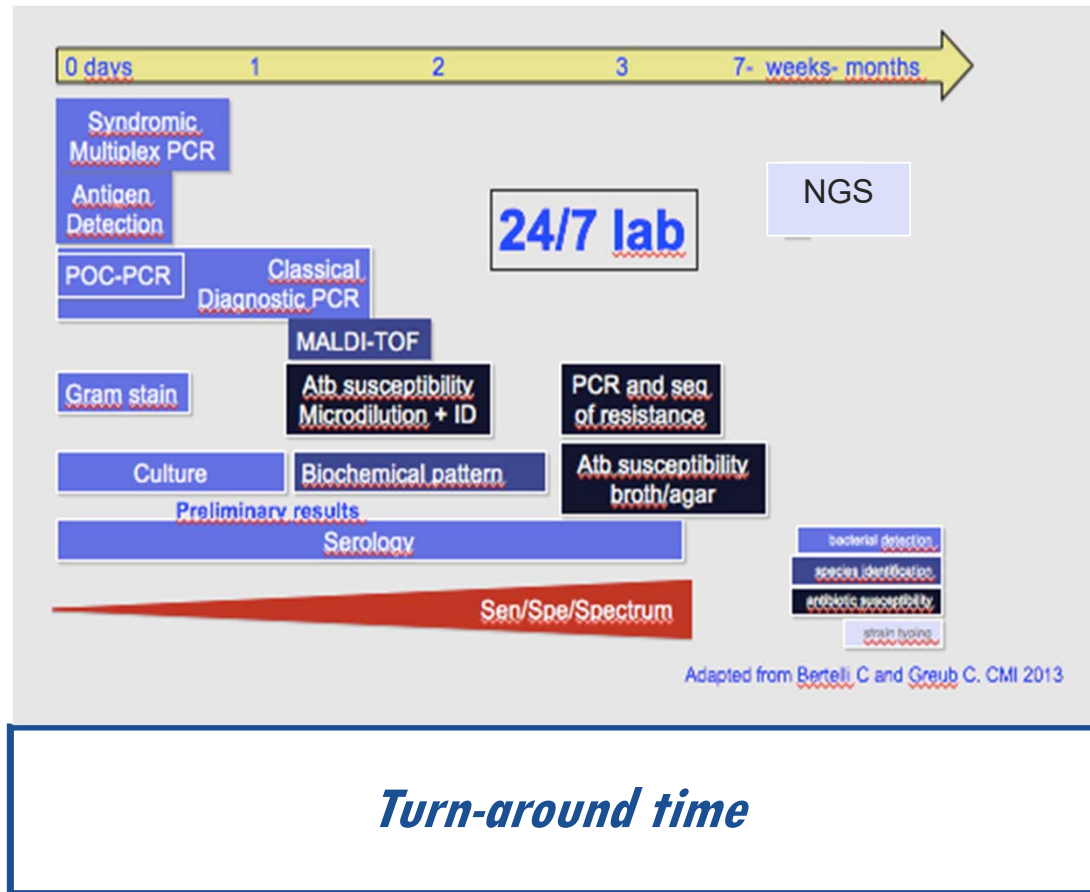 0 days 1 2 3 7- weeks- months
Syndromic
Multiplex PCR
Antigen
Detection
NGS
24/7 lab
POC-PCR
Classical
Diagnostic PCR
MALDI-TOF
Gram stain
Atb susceptibility
Microdilution + ID
PCR and seq
of resistance
Culture
Biochemical pattern
Atb susceptibility
broth/agar
Preliminary results
Serology
bacterial detection
species identification
antibiotic susceptibility
strain typing
Sen/Spe/Spectrum
Adapted from Bertelli C and Greub C. CMI 2013
Turn-around time